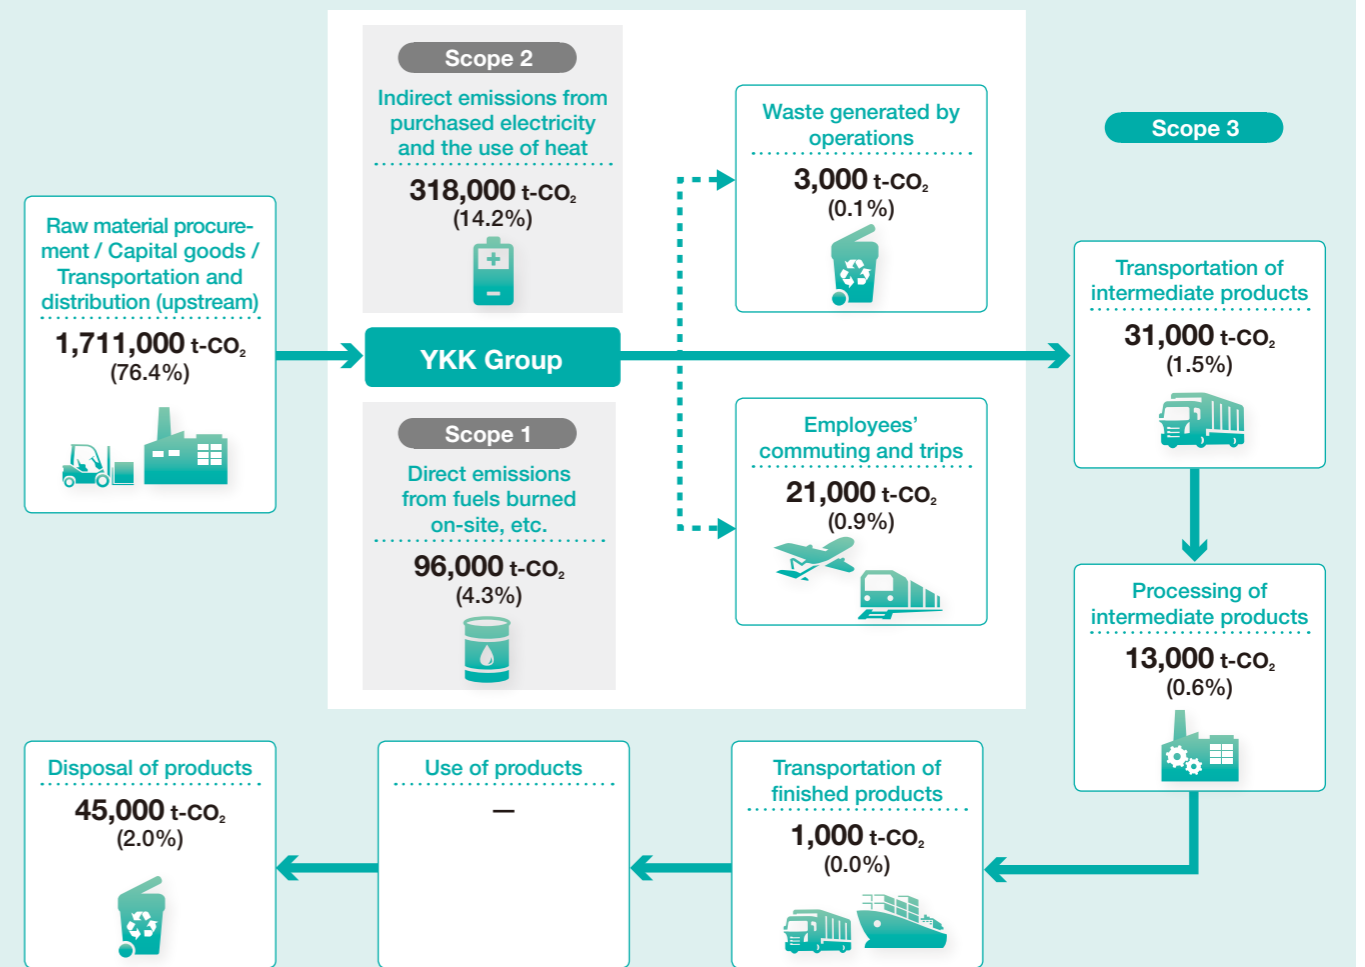 Scope 2
Indirect emissions from
purchased electricity
and the use of heat
318,000 t-CO₂
(14.2%)
Waste generated by
operations
3,000 t-CO₂
(0.1%)
Scope 3
Raw material procure-
ment / Capital goods /
Transportation and
distribution (upstream)
1,711,000 t-CO₂
(76.4%)
YKK Group
Transportation of
intermediate products
31,000 t-CO₂
(1.5%)
Scope 1
Direct emissions
from fuels burned
on-site, etc.
96,000 t-CO₂
(4.3%)
Employees’
commuting and trips
21,000 t-CO₂
(0.9%)
Processing of
intermediate products
13,000 t-CO₂
(0.6%)
Transportation of
finished products
1,000 t-CO₂
(0.0%)
Use of products
—
Disposal of products
45,000 t-CO₂
(2.0%)